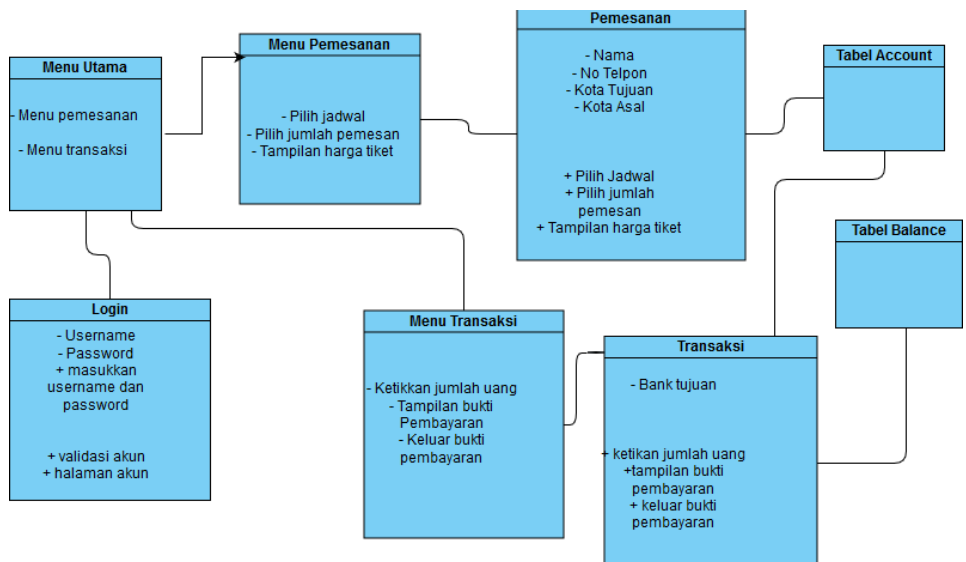 Menu Utama
- Menu pemesanan
- Menu transaksi
Menu Pemesanan
- Pilih jadwal
- Pilih jumlah pemesan
- Tampilan harga tiket
Pemesanan
- Nama
- No Telpon
- Kota Tujuan
- Kota Asal
+ Pilih Jadwal
+ Pilih jumlah
pemesan
+ Tampilan harga tiket
Tabel Account
Tabel Balance
Login
- Username
- Password
+ masukkan
username dan
password
+ validasi akun
+ halaman akun
Menu Transaksi
- Ketikkan jumlah uang
- Tampilan bukti
Pembayaran
- Keluar bukti
pembayaran
Transaksi
- Bank tujuan
+ ketikan jumlah uang
+tampilan bukti
pembayaran
+ keluar bukti
pembayaran